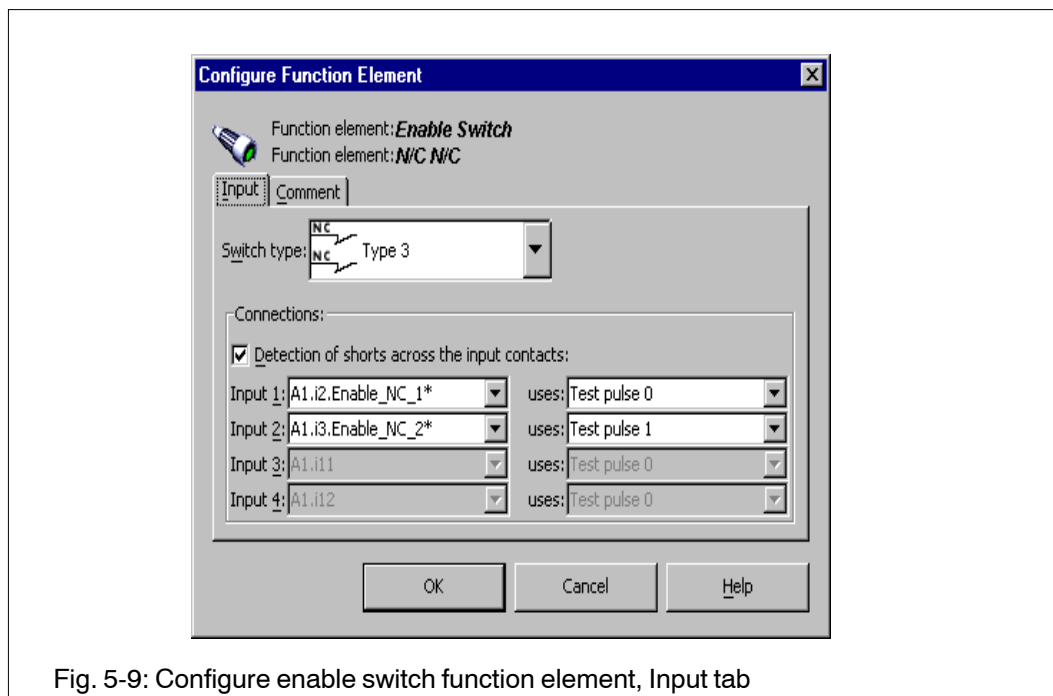 Configure Function Element
Function element: Enable Switch
Function element: N/C N/C
Input Comment
Switch type: NC NC Type 3
Connections:
Detection of shorts across the input contacts:
Input 1: A1.i2.Enable_NC_1* uses: Test pulse 0
Input 2: A1.i3.Enable_NC_2* uses: Test pulse 1
Input 3: A1.i11 uses: Test pulse 0
Input 4: A1.i12 uses: Test pulse 0
OK Cancel Help
Fig. 5-9: Configure enable switch function element, Input tab